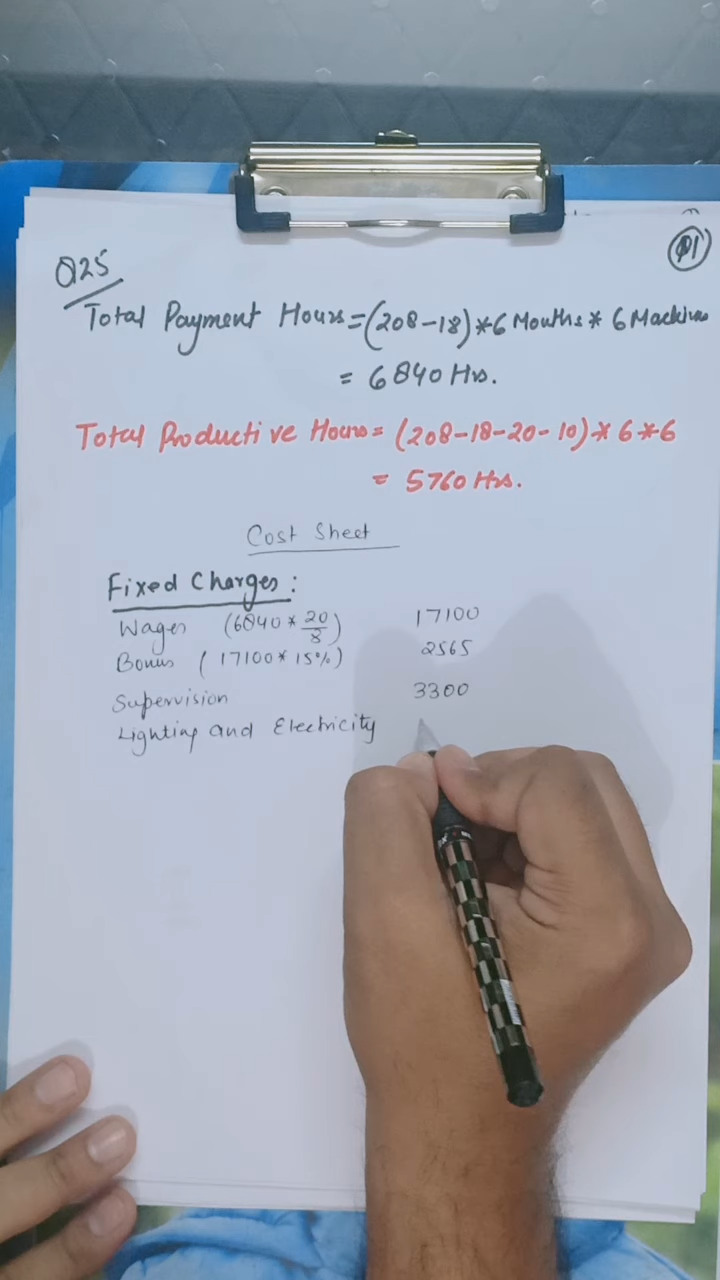 Q25
P1
Total Payment Hours=(208-18)*6 Months * 6 Machines
= 6840 Hrs.
Total Productive Hours= (208-18-20-10)*6*6
= 5760 Hrs.
Cost Sheet
Fixed Charges:
Wages (6840 * 20/8) 17100
Bonus (17100* 15%) 2565
Supervision 3300
Lighting and Electricity